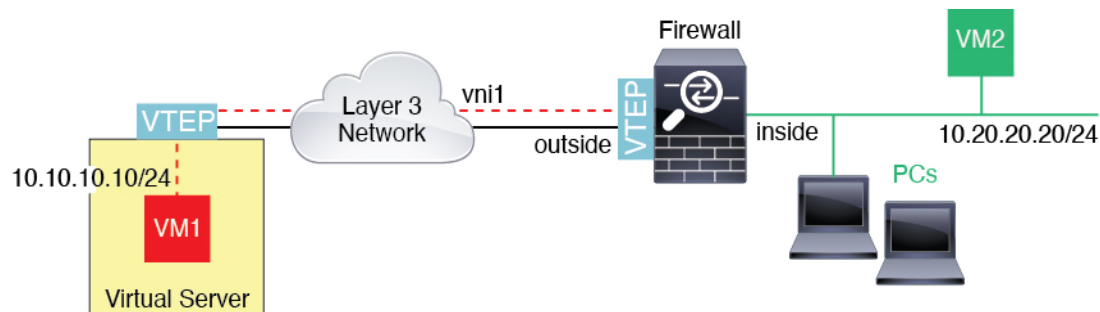 Firewall
VM2
VTEP
Layer 3
Network
vni1
outside
VTEP
inside
10.20.20.20/24
10.10.10.10/24
VM1
Virtual Server
PCs